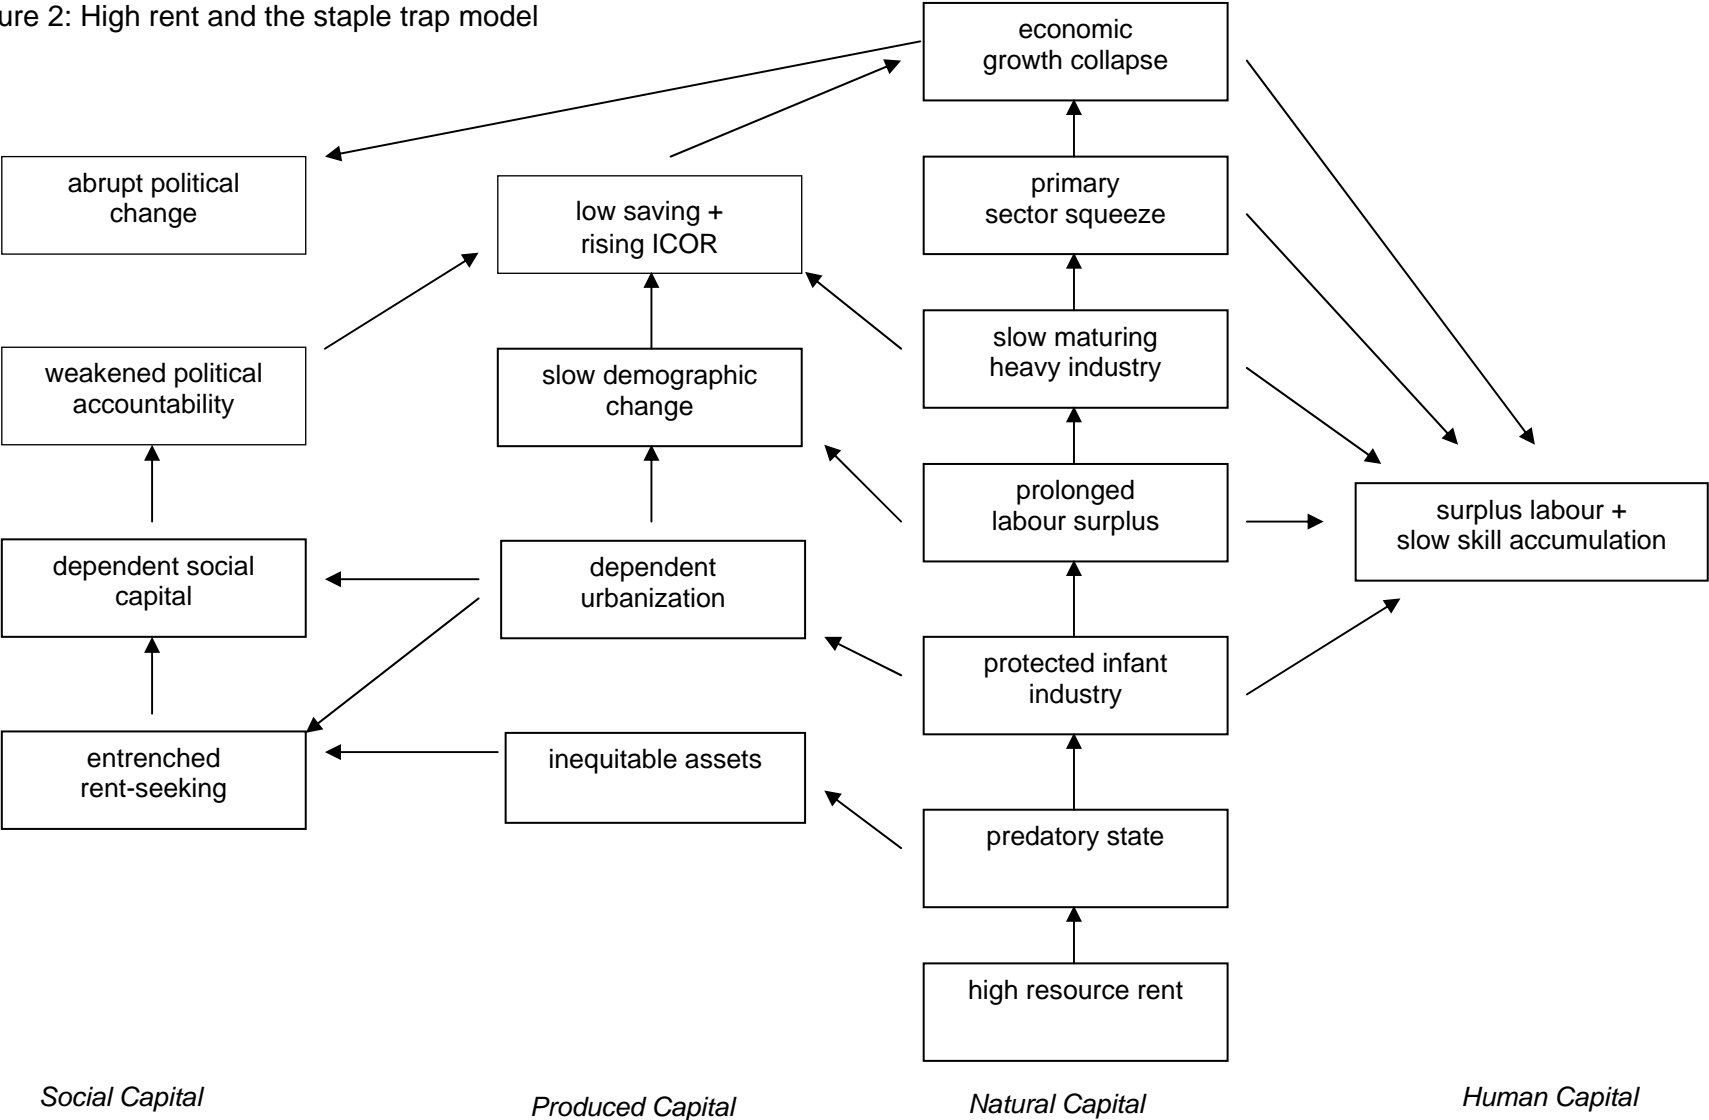 ure 2: High rent and the staple trap model
economic
growth collapse
abrupt political
change
low saving +
rising ICOR
primary
sector squeeze
weakened political
accountability
slow demographic
change
slow maturing
heavy industry
dependent social
capital
dependent
urbanization
prolonged
labour surplus
surplus labour +
slow skill accumulation
protected infant
industry
entrenched
rent-seeking
inequitable assets
predatory state
high resource rent
Social Capital
Produced Capital
Natural Capital
Human Capital